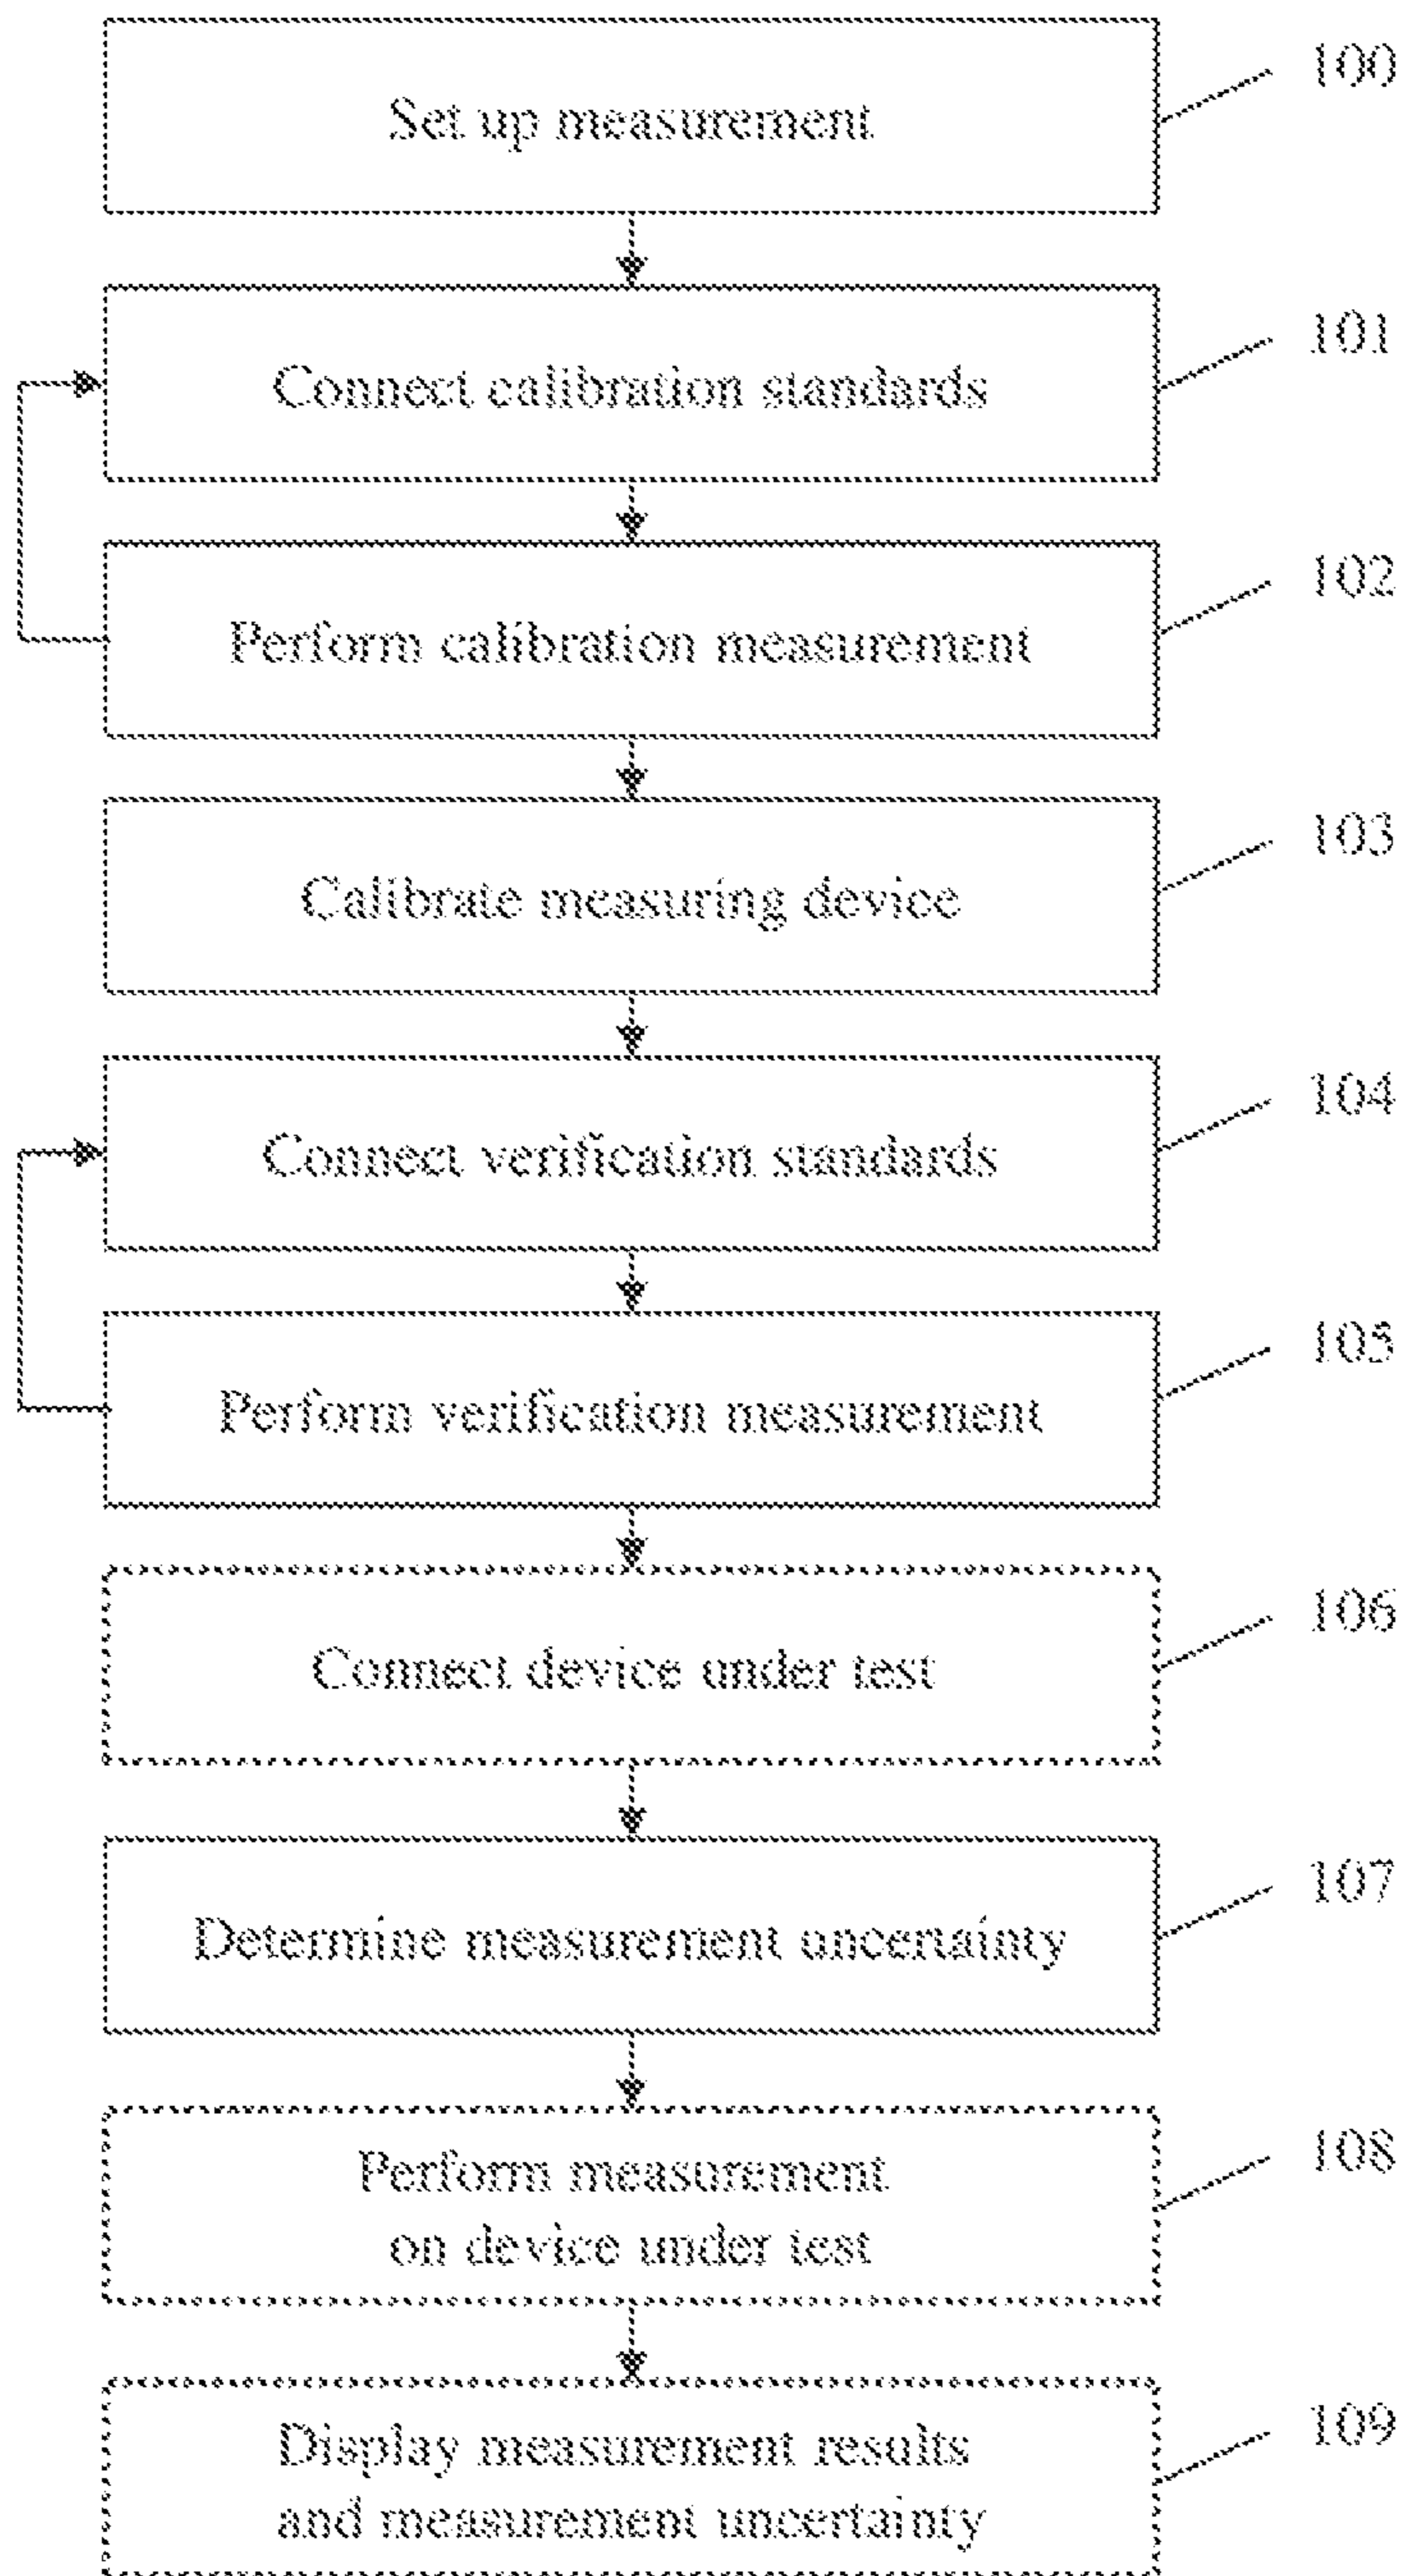 Set up measurement
100
Connect calibration standards
101
Perform calibration measurement
102
Calibrate measuring device
103
Connect verification standards
104
Perform verification measurement
105
Connect device under test
106
Determine measurement uncertainty
107
Perform measurement
on device under test
108
Display measurement results
and measurement uncertainty
109